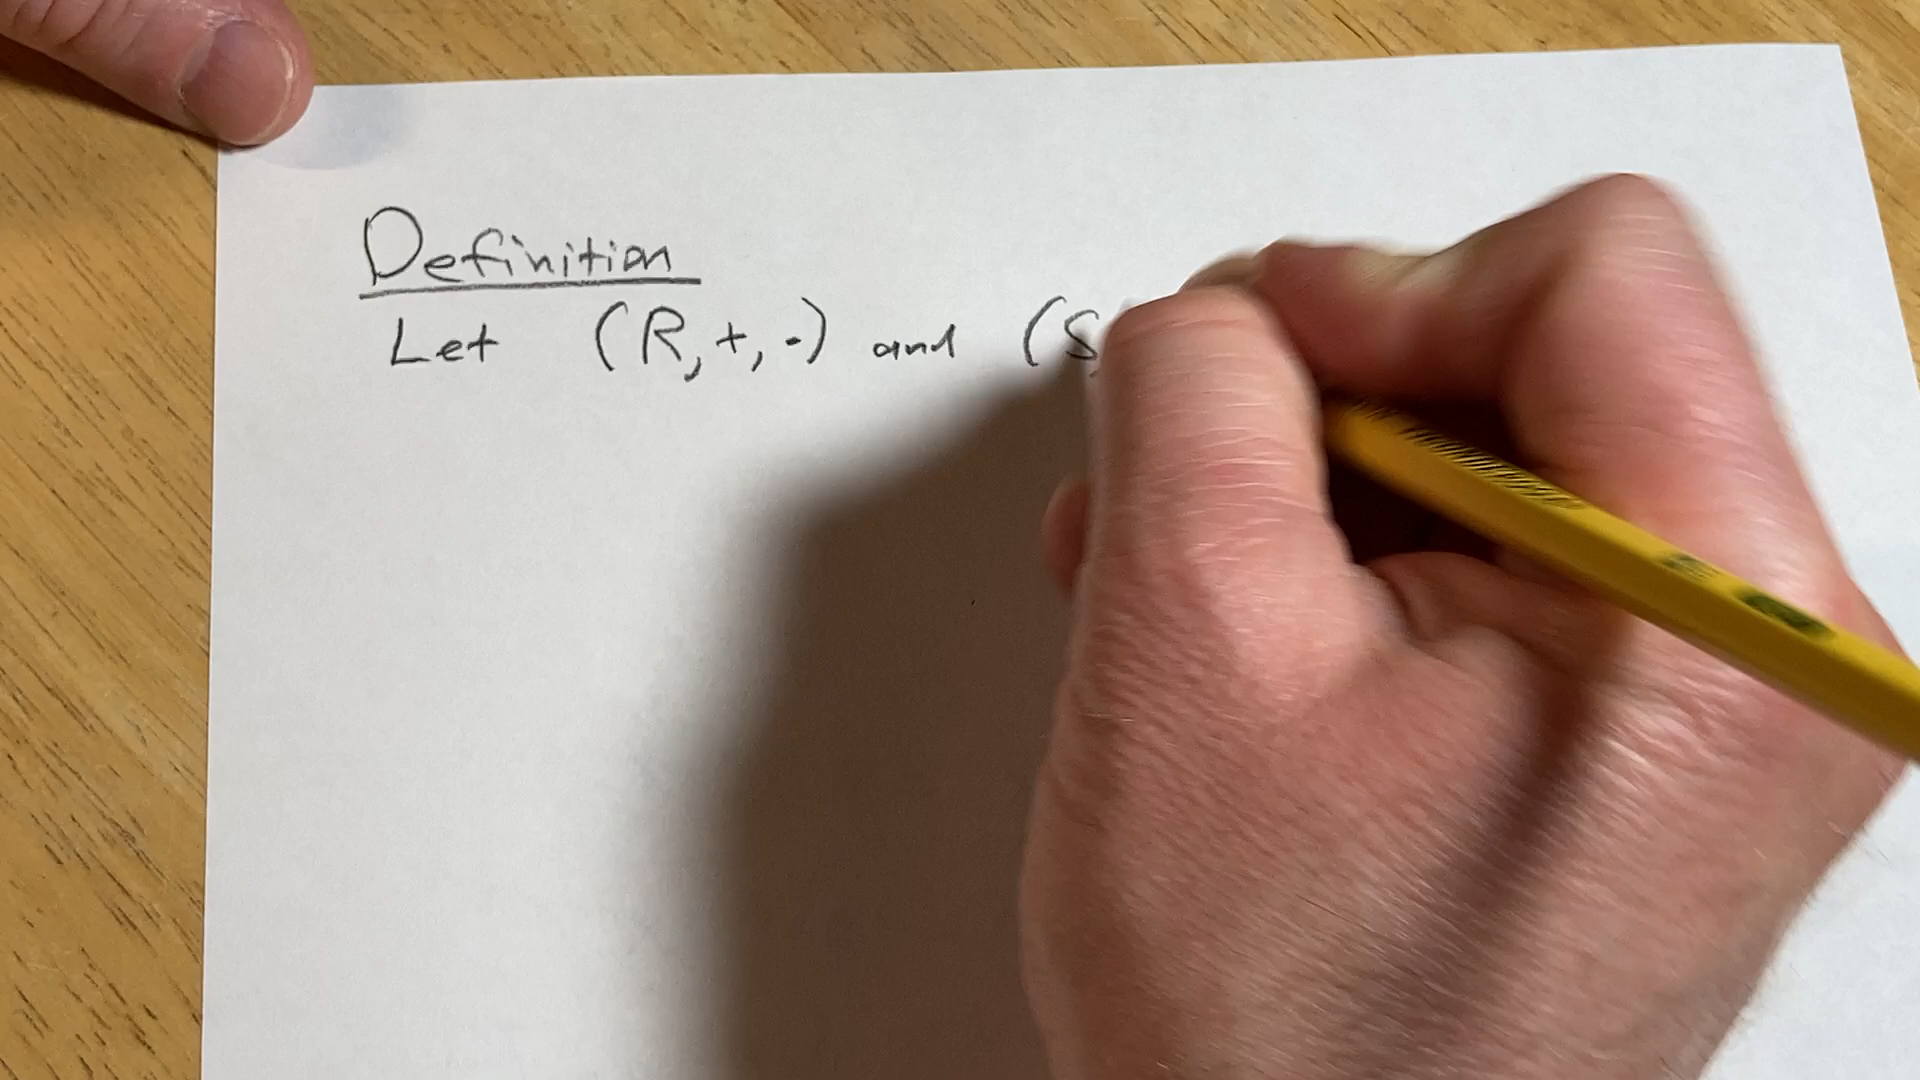 Definition
Let (R, +, ·) and (S,